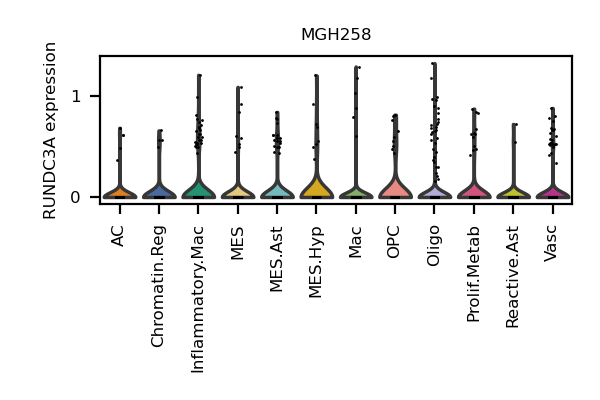 MGH258
RUNDC3A expression
1
0
AC
Chromatin.Reg
Inflammatory.Mac
MES
MES.Ast
MES.Hyp
Mac
OPC
Oligo
Prolif.Metab
Reactive.Ast
Vasc